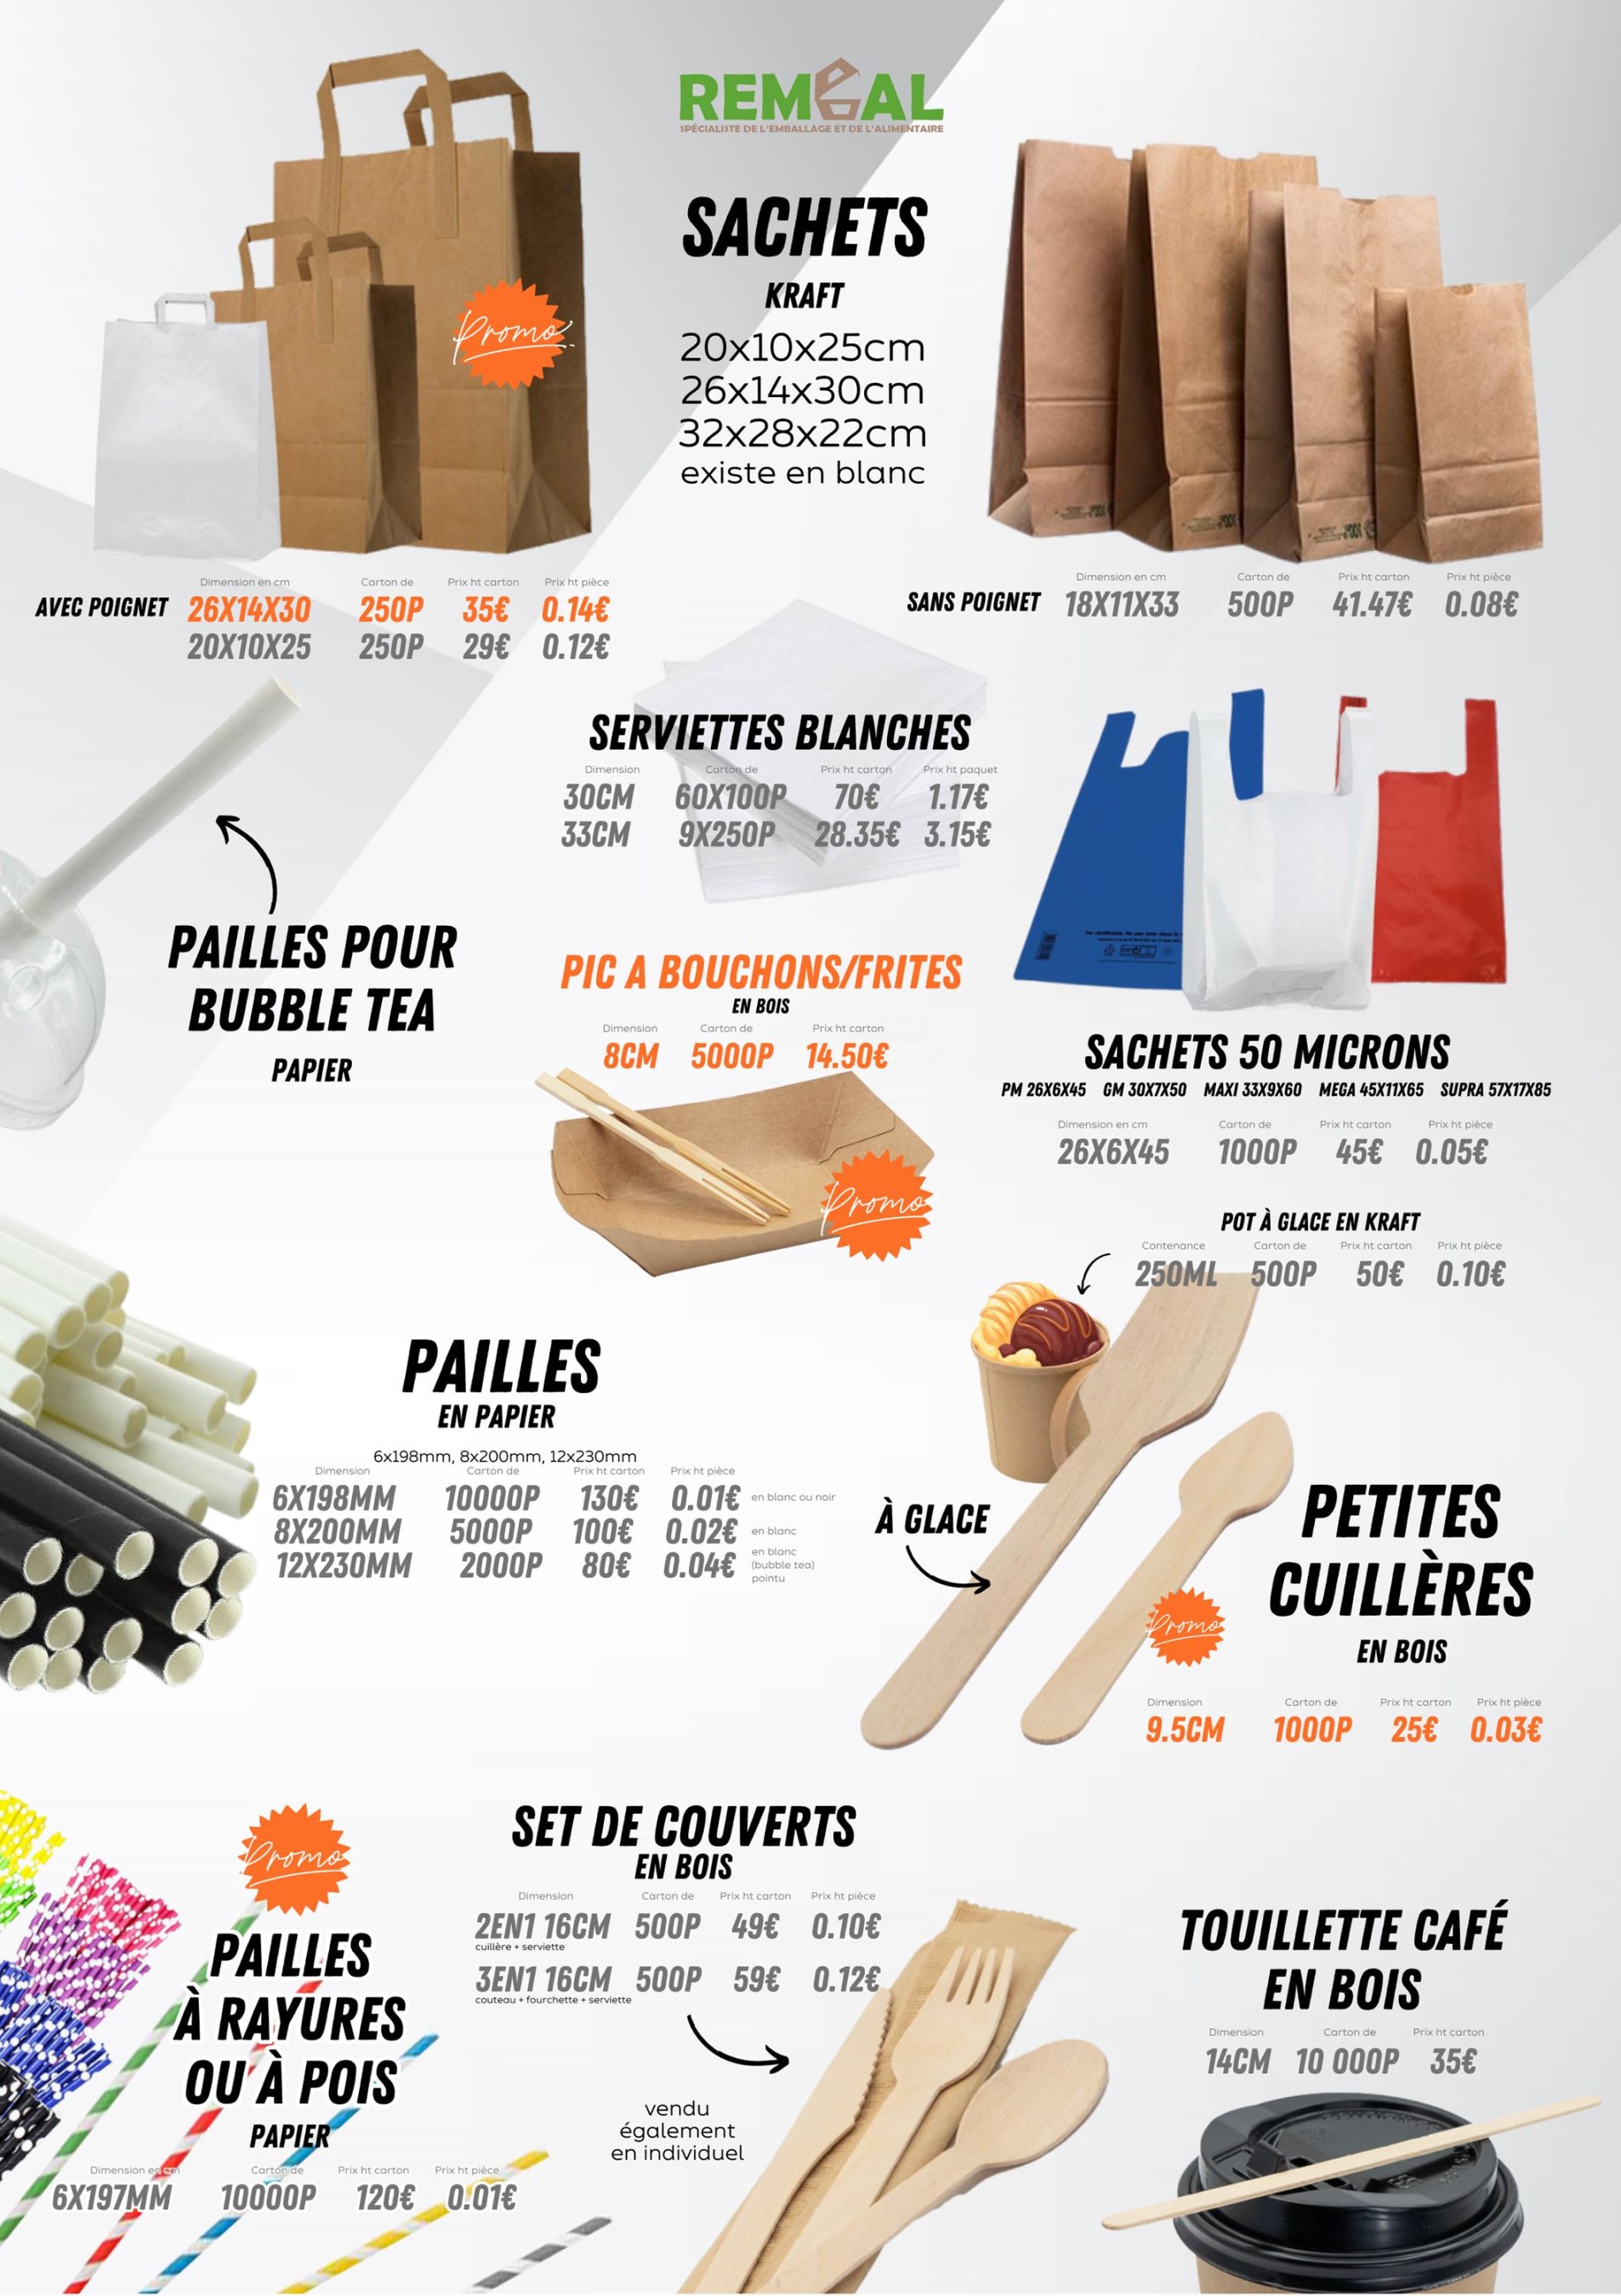 REMEAL
SPÉCIALISTE DE L'EMBALLAGE ET DE L'ALIMENTAIRE
SACHETS
KRAFT
20x10x25cm
26x14x30cm
32x28x22cm
existe en blanc
Promo
Dimension en cm Carton de Prix ht carton Prix ht pièce
AVEC POIGNET 26X14X30 250P 35€ 0.14€
20X10X25 250P 29€ 0.12€
Dimension en cm Carton de Prix ht carton Prix ht pièce
SANS POIGNET 18X11X33 500P 41.47€ 0.08€
SERVIETTES BLANCHES
Dimension Carton de Prix ht carton Prix ht paquet
30CM 60X100P 70€ 1.17€
33CM 9X250P 28.35€ 3.15€
PAILLES POUR
BUBBLE TEA
PAPIER
PIC A BOUCHONS/FRITES
EN BOIS
Dimension Carton de Prix ht carton
8CM 5000P 14.50€
Promo
SACHETS 50 MICRONS
PM 26X6X45 GM 30X7X50 MAXI 33X9X60 MEGA 45X11X65 SUPRA 57X17X85
Dimension en cm Carton de Prix ht carton Prix ht pièce
26X6X45 1000P 45€ 0.05€
POT À GLACE EN KRAFT
Contenance Carton de Prix ht carton Prix ht pièce
250ML 500P 50€ 0.10€
PAILLES
EN PAPIER
6x198mm, 8x200mm, 12x230mm
Dimension Carton de Prix ht carton Prix ht pièce
6X198MM 10000P 130€ 0.01€ en blanc ou noir
8X200MM 5000P 100€ 0.02€ en blanc
12X230MM 2000P 80€ 0.04€ en blanc
(bubble tea)
pointu
À GLACE
PETITES
CUILLÈRES
EN BOIS
Promo
Dimension Carton de Prix ht carton Prix ht pièce
9.5CM 1000P 25€ 0.03€
Promo
PAILLES
À RAYURES
OU À POIS
PAPIER
Dimension en cm Carton de Prix ht carton Prix ht pièce
6X197MM 10000P 120€ 0.01€
SET DE COUVERTS
EN BOIS
Dimension Carton de Prix ht carton Prix ht pièce
2EN1 16CM 500P 49€ 0.10€
cuillère + serviette
3EN1 16CM 500P 59€ 0.12€
couteau + fourchette + serviette
vendu
également
en individuel
TOUILLETTE CAFÉ
EN BOIS
Dimension Carton de Prix ht carton
14CM 10 000P 35€